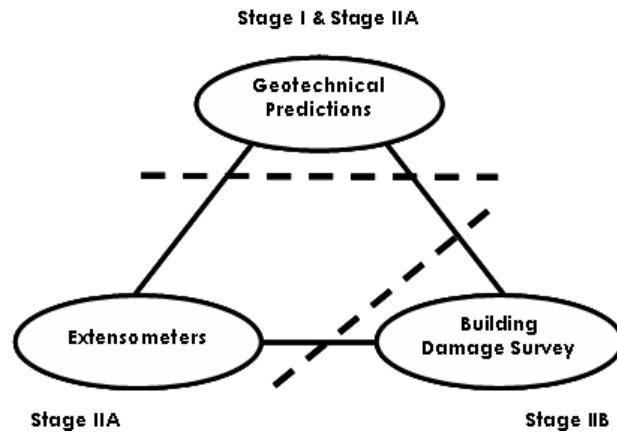 Stage I & Stage IIA
Geotechnical
Predictions
Extensometers
Building
Damage Survey
Stage IIA
Stage IIB